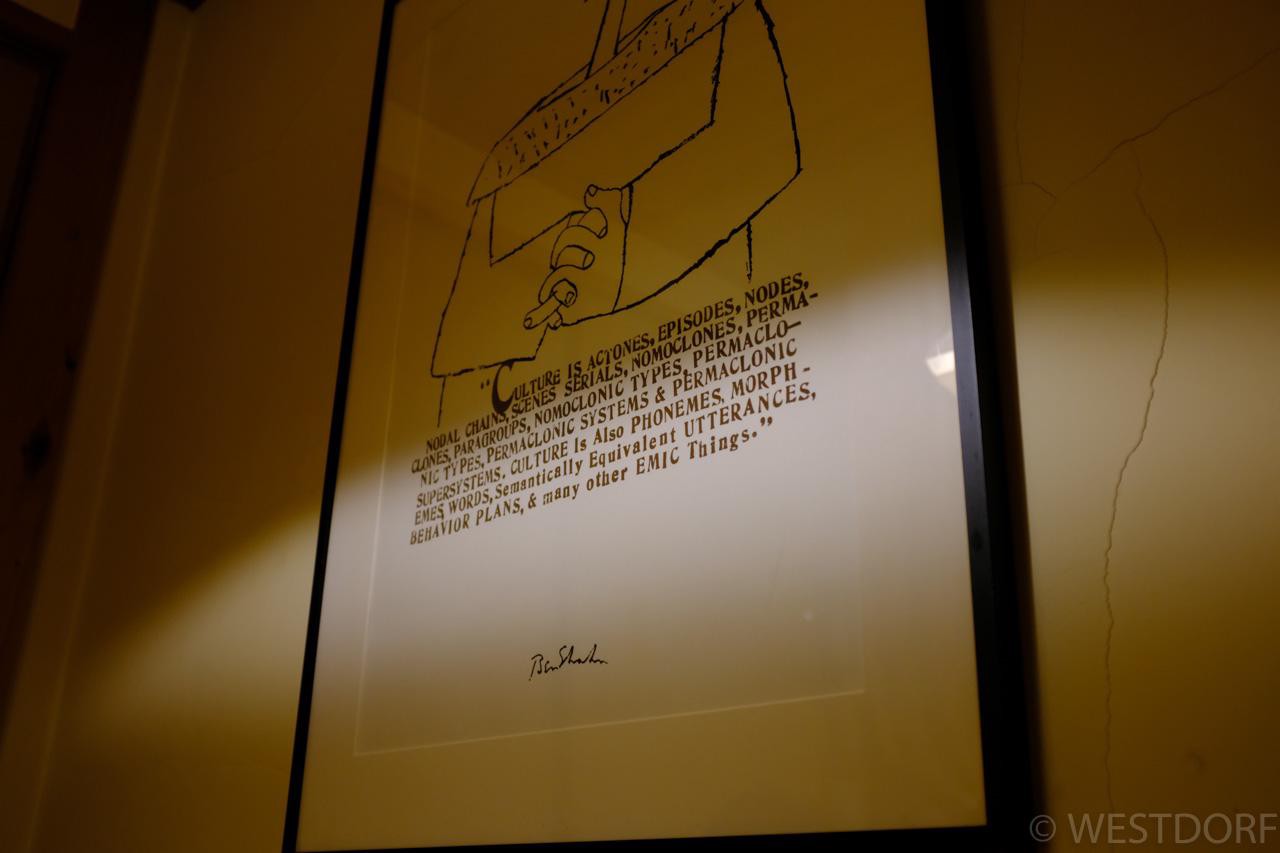 "CULTURE IS ACTONES, EPISODES, NODES,
NODAL CHAINS, SCENES SERIALS, NOMOCLONES, PERMA-
CLONES, PARAGROUPS, NOMOCLONIC TYPES, PERMACLO-
NIC TYPES, PERMACLONIC SYSTEMS & PERMACLONIC
SUPERSYSTEMS. CULTURE Is Also PHONEMES, MORPH-
EMES, WORDS, Semantically Equivalent UTTERANCES,
BEHAVIOR PLANS, & many other EMIC Things."
Ben Shahn
© WESTDORF